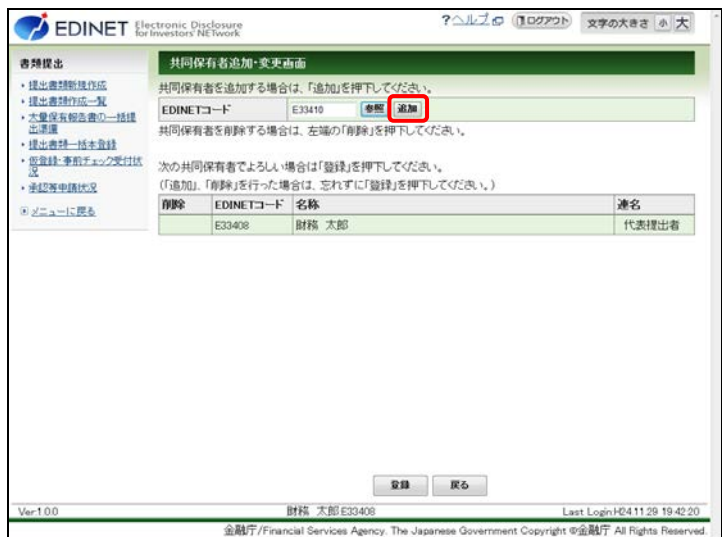 EDINET Electronic Disclosure for Investors' NETwork
?ヘルプ ログアウト 文字の大きさ 小 大
書類提出
・提出書類新規作成
・提出書類作成一覧
・大量保有報告書の一括提出準備
・提出書類一括本登録
・仮登録・事前チェック受付状況
・承認等申請状況
メニューに戻る
共同保有者追加・変更画面
共同保有者を追加する場合は、「追加」を押下してください。
EDINETコード E33410 参照 追加
共同保有者を削除する場合は、左端の「削除」を押下してください。
次の共同保有者でよろしい場合は「登録」を押下してください。
(「追加」、「削除」を行った場合は、忘れずに「登録」を押下してください。)
削除 EDINETコード 名称 連名
E33408 財務 太郎 代表提出者
登録 戻る
Ver.1.0.0 財務 太郎 E33408 Last Login:H24.11.29 19:42:20
金融庁/Financial Services Agency. The Japanese Government Copyright ©金融庁 All Rights Reserved.